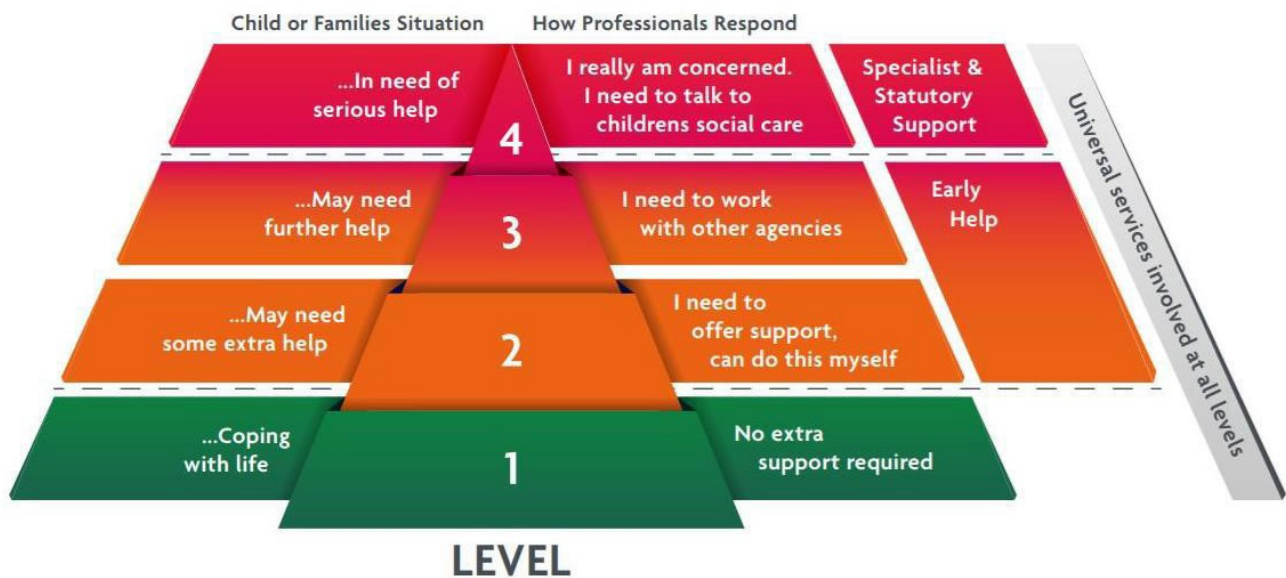 Child or Families Situation
How Professionals Respond
...In need of
serious help
4
I really am concerned.
I need to talk to
childrens social care
Specialist &
Statutory
Support
...May need
further help
3
I need to work
with other agencies
Early
Help
...May need
some extra help
2
I need to
offer support,
can do this myself
...Coping
with life
1
No extra
support required
Universal services involved at all levels
LEVEL